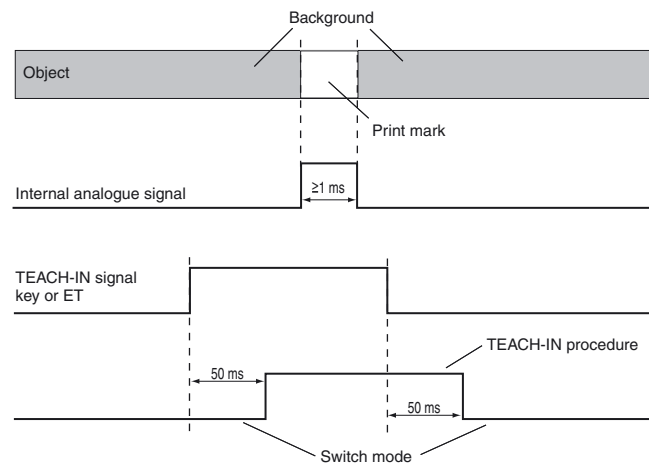 Background
Object
Print mark
≥1 ms
Internal analogue signal
TEACH-IN signal
key or ET
TEACH-IN procedure
50 ms
50 ms
Switch mode